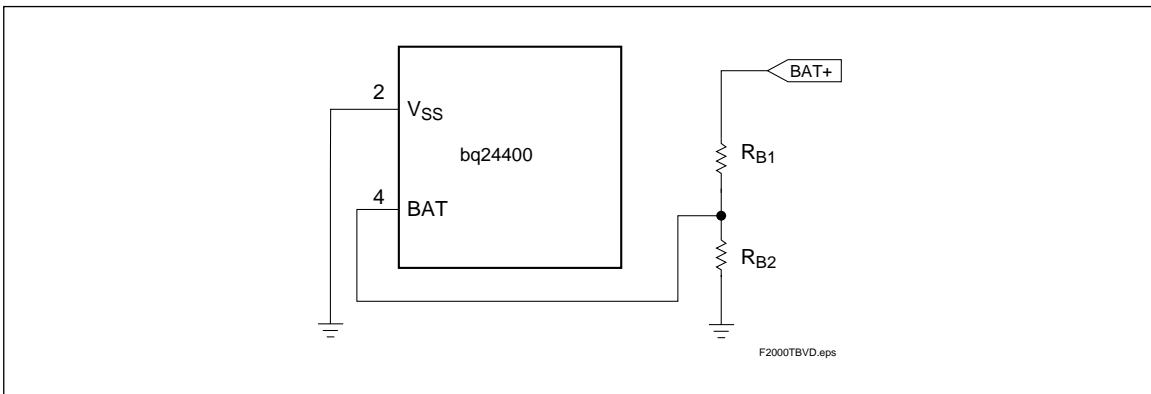 BAT+
2
VSS
RB1
bq24400
4
BAT
RB2
F2000TBVD.eps